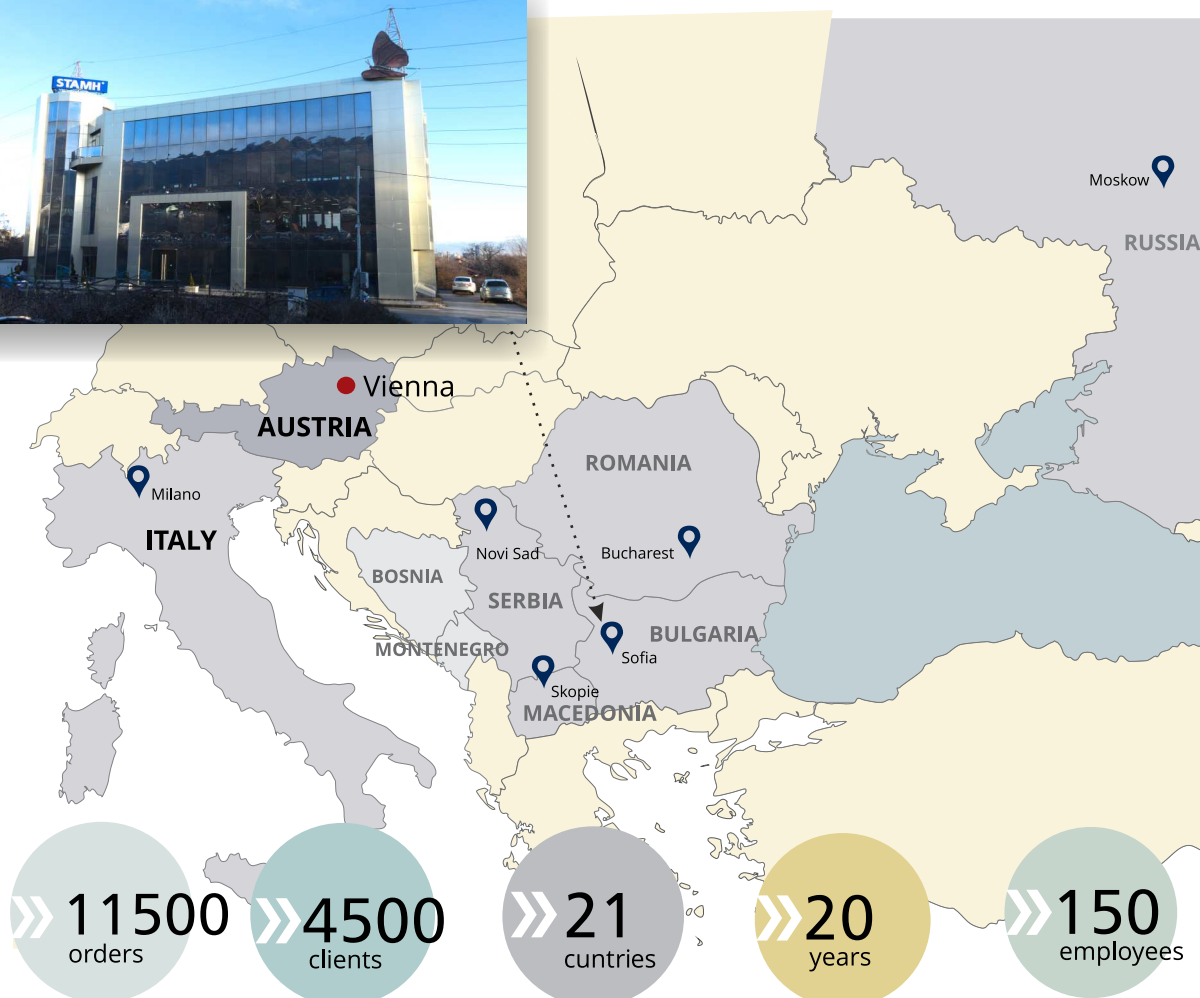 STAMH
Moskow
RUSSIA
Vienna
AUSTRIA
ROMANIA
Milano
ITALY
Novi Sad
Bucharest
BOSNIA
SERBIA
BULGARIA
MONTENEGRO
Sofia
Skopie
MACEDONIA
11500
orders
4500
clients
21
cuntries
20
years
150
employees